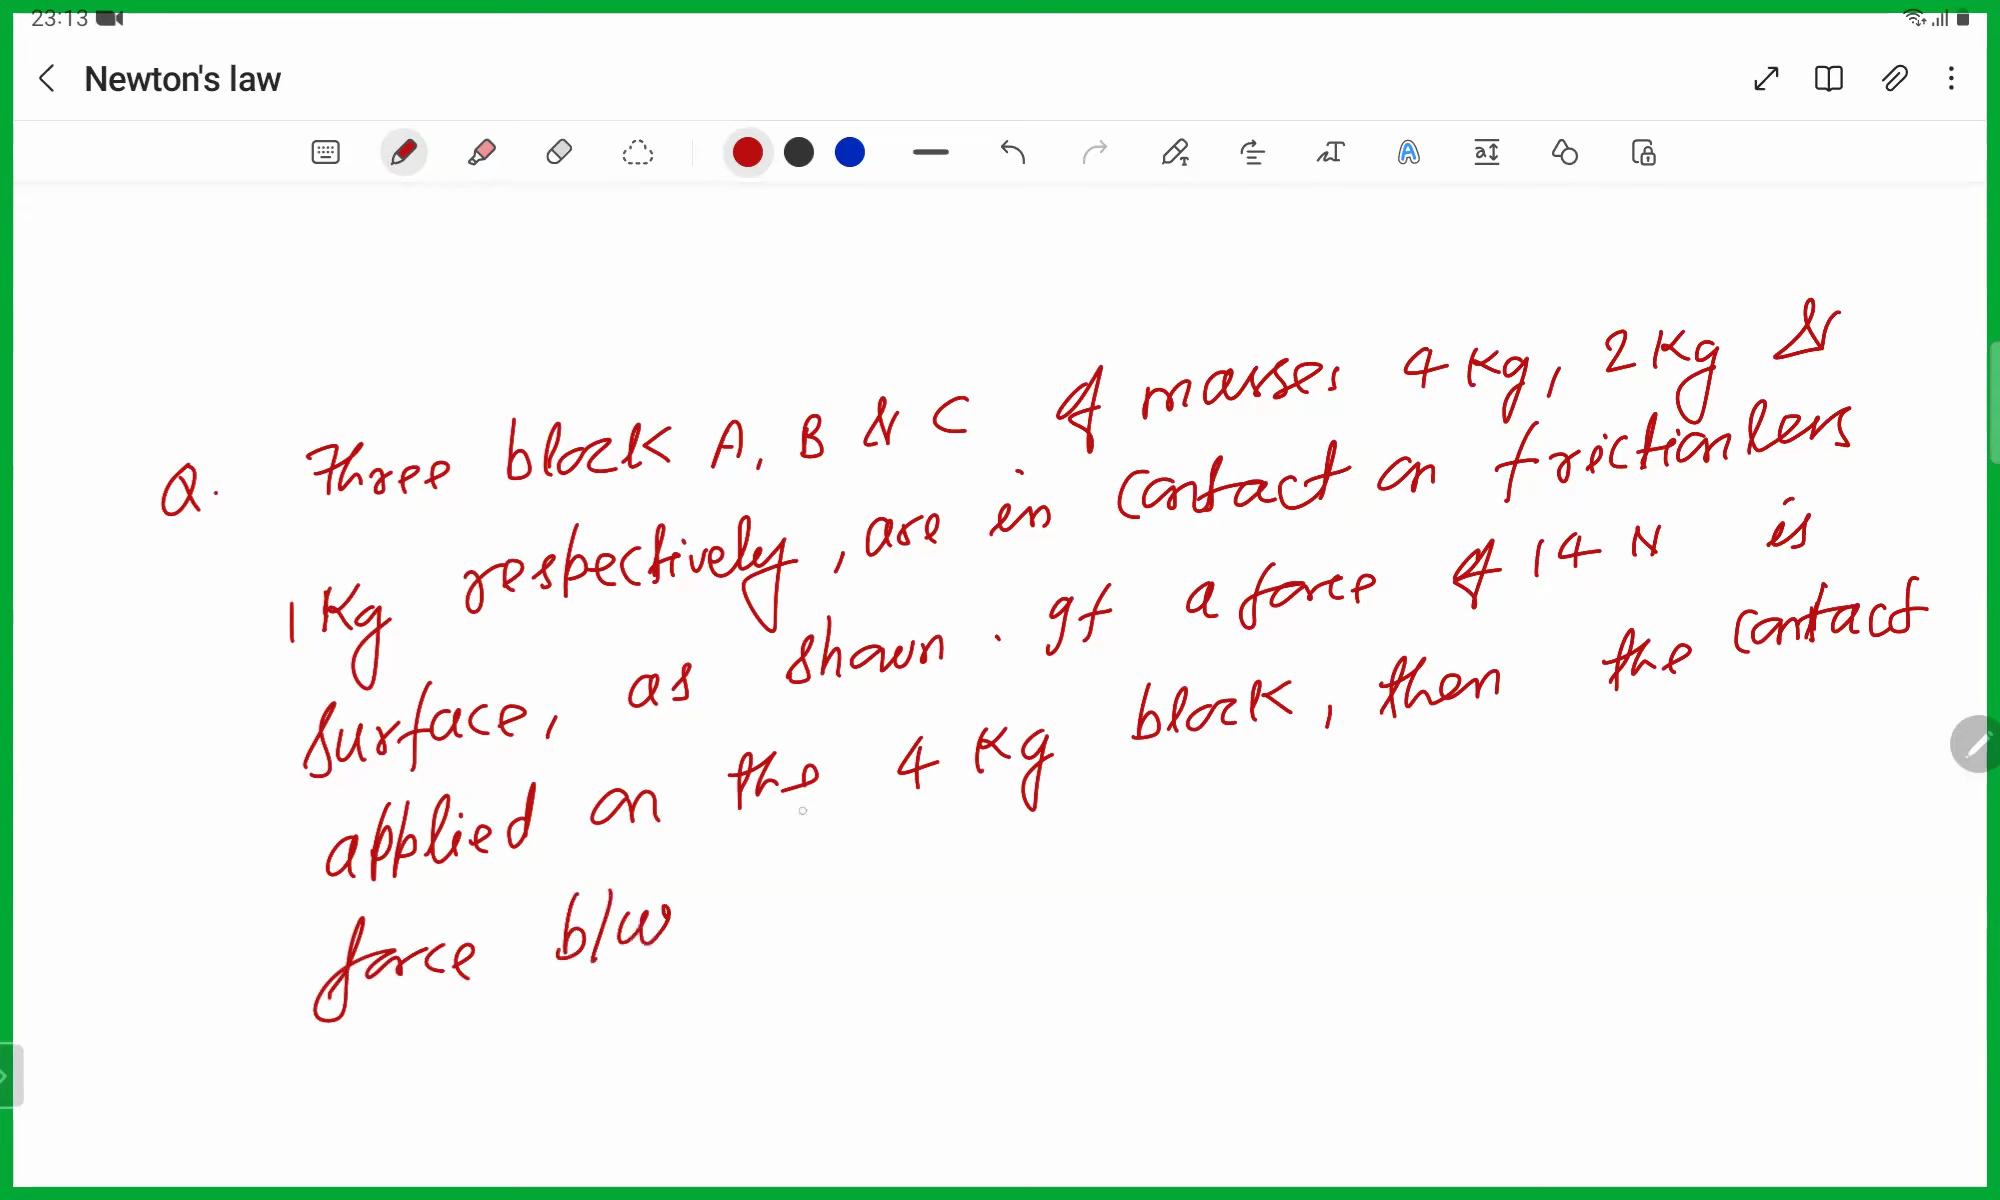 23:13
Newton's law
Q. Three block A, B & C of masses 4 Kg, 2 Kg &
1 Kg respectively, are in contact on frictionless
surface, as shown. If a force of 14 N is
applied on the 4 Kg block, then the contact
force b/w